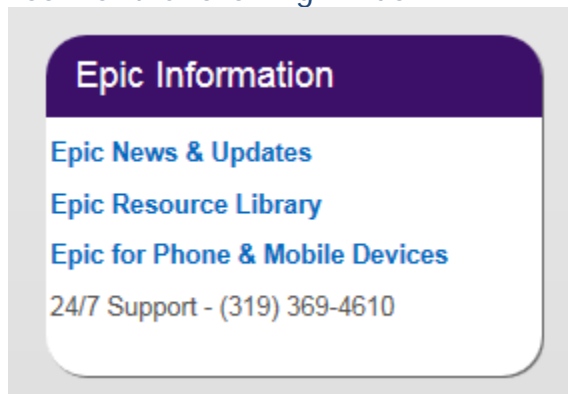 Epic Information
Epic News & Updates
Epic Resource Library
Epic for Phone & Mobile Devices
24/7 Support - (319) 369-4610